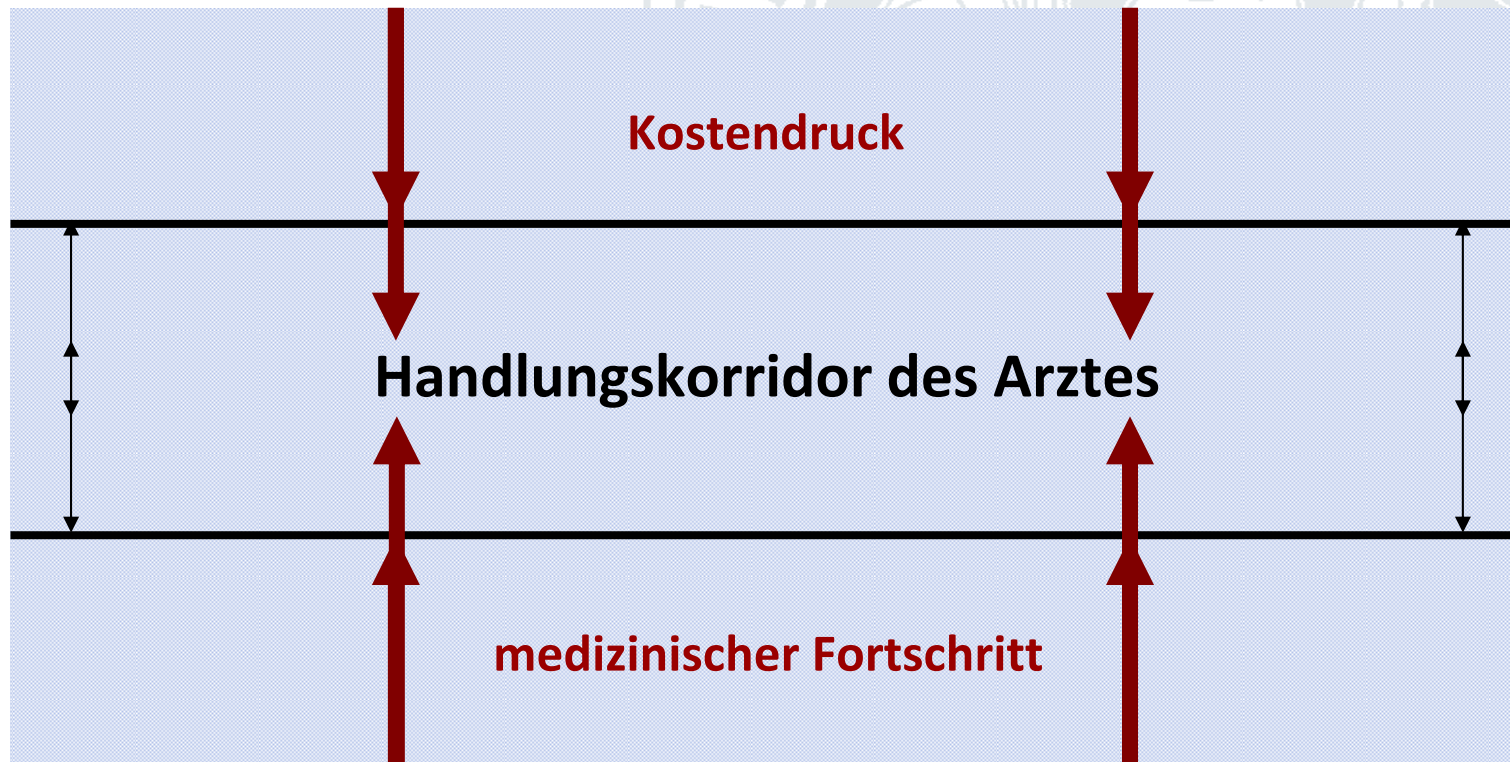 Kostendruck
Handlungskorridor des Arztes
medizinischer Fortschritt